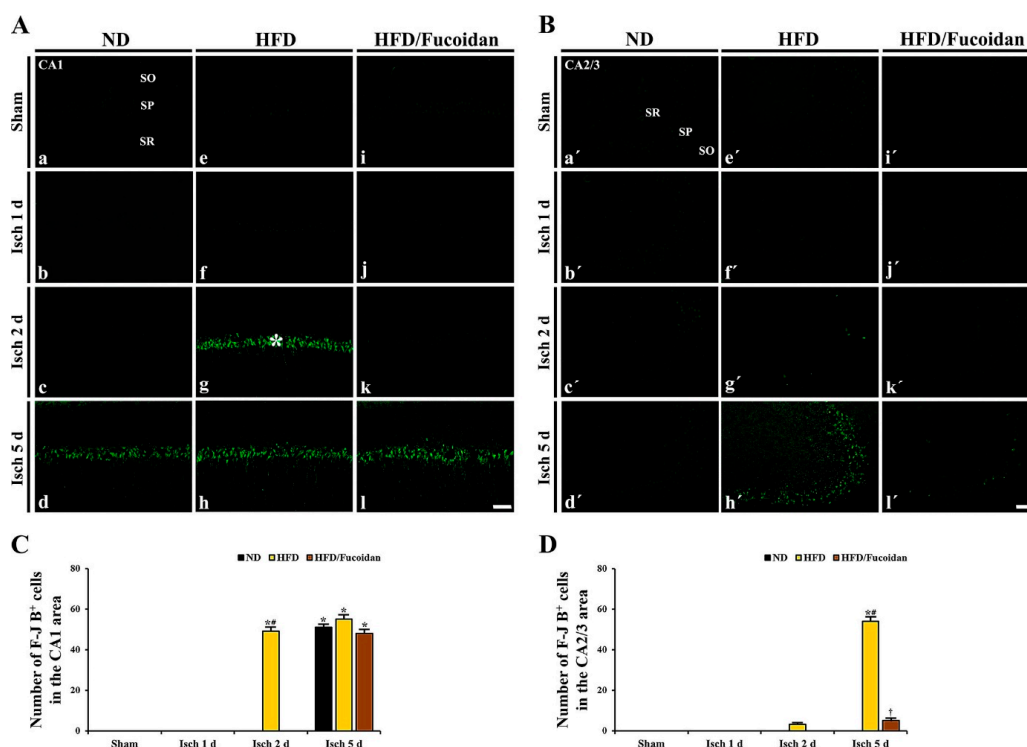 A
ND HFD HFD/Fucoidan
Sham
CA1
SO
SP
SR
a e i
Isch 1 d
b f j
Isch 2 d
*
c g k
Isch 5 d
d h l
B
ND HFD HFD/Fucoidan
Sham
CA2/3
SR
SP
SO
a´ e´ i´
Isch 1 d
b´ f´ j´
Isch 2 d
c´ g´ k´
Isch 5 d
d´ h´ l´
C
ND HFD HFD/Fucoidan
Number of F-J B⁺ cells
in the CA1 area
80
60
40
20
0
*#
* * *
Sham Isch 1 d Isch 2 d Isch 5 d
D
ND HFD HFD/Fucoidan
Number of F-J B⁺ cells
in the CA2/3 area
80
60
40
20
0
*#
†
Sham Isch 1 d Isch 2 d Isch 5 d